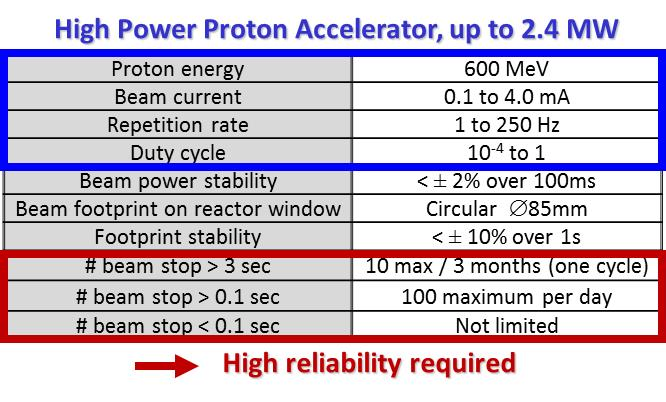 High Power Proton Accelerator, up to 2.4 MW
Proton energy 600 MeV
Beam current 0.1 to 4.0 mA
Repetition rate 1 to 250 Hz
Duty cycle 10⁻⁴ to 1
Beam power stability < ± 2% over 100ms
Beam footprint on reactor window Circular ∅85mm
Footprint stability < ± 10% over 1s
# beam stop > 3 sec 10 max / 3 months (one cycle)
# beam stop > 0.1 sec 100 maximum per day
# beam stop < 0.1 sec Not limited
High reliability required